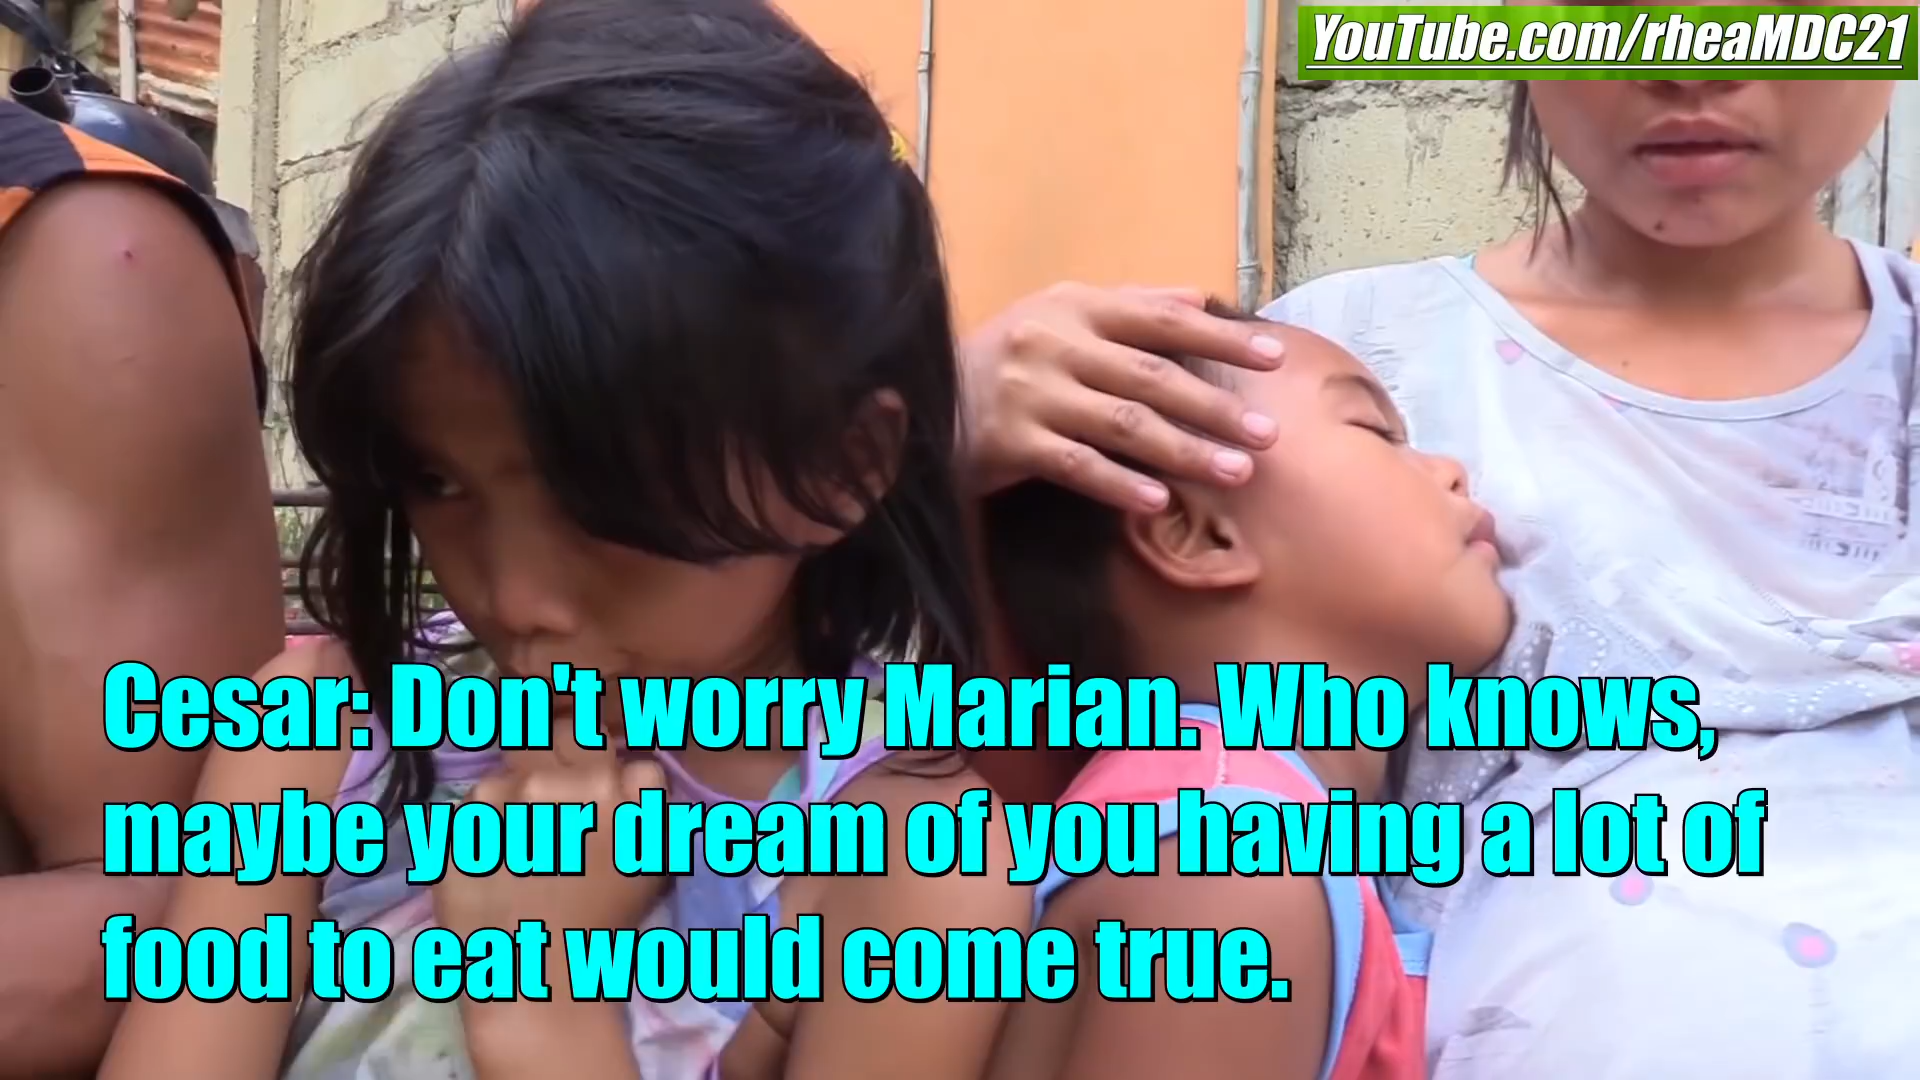 YouTube.com/rheaMDC21
Cesar: Don't worry Marian. Who knows,
maybe your dream of you having a lot of
food to eat would come true.